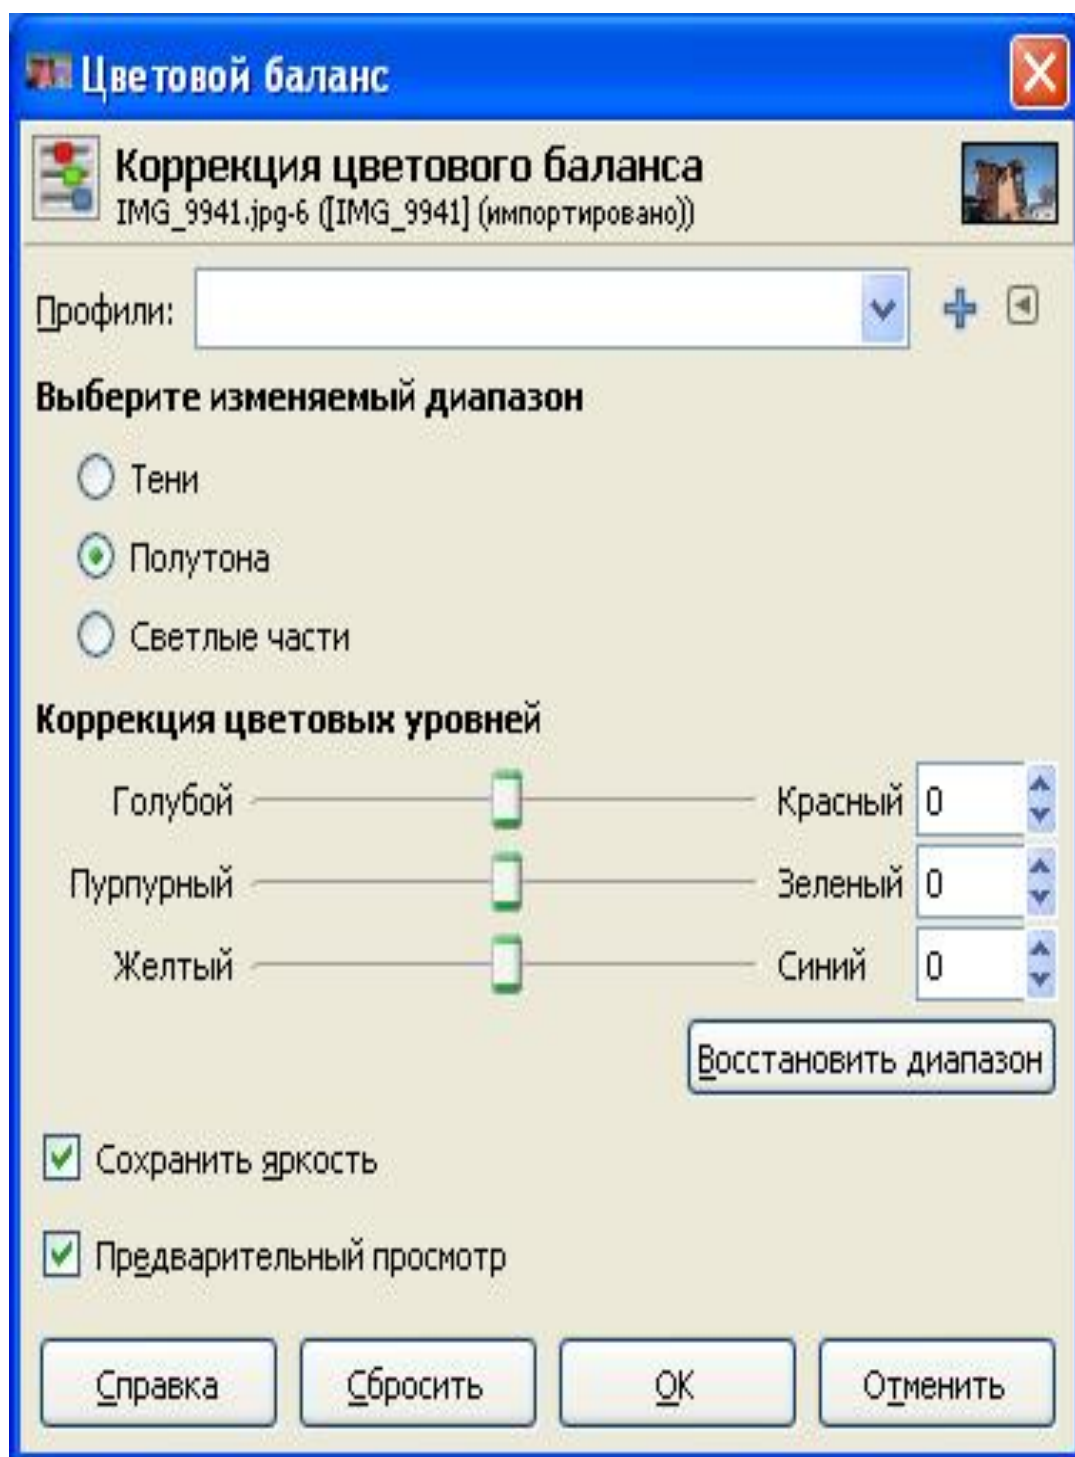 Цветовой баланс
Коррекция цветового баланса
IMG_9941.jpg-6 ([IMG_9941] (импортировано))
Профили:
Выберите изменяемый диапазон
Тени
Полутона
Светлые части
Коррекция цветовых уровней
Голубой Красный 0
Пурпурный Зеленый 0
Желтый Синий 0
Восстановить диапазон
Сохранить яркость
Предварительный просмотр
Справка Сбросить OK Отменить